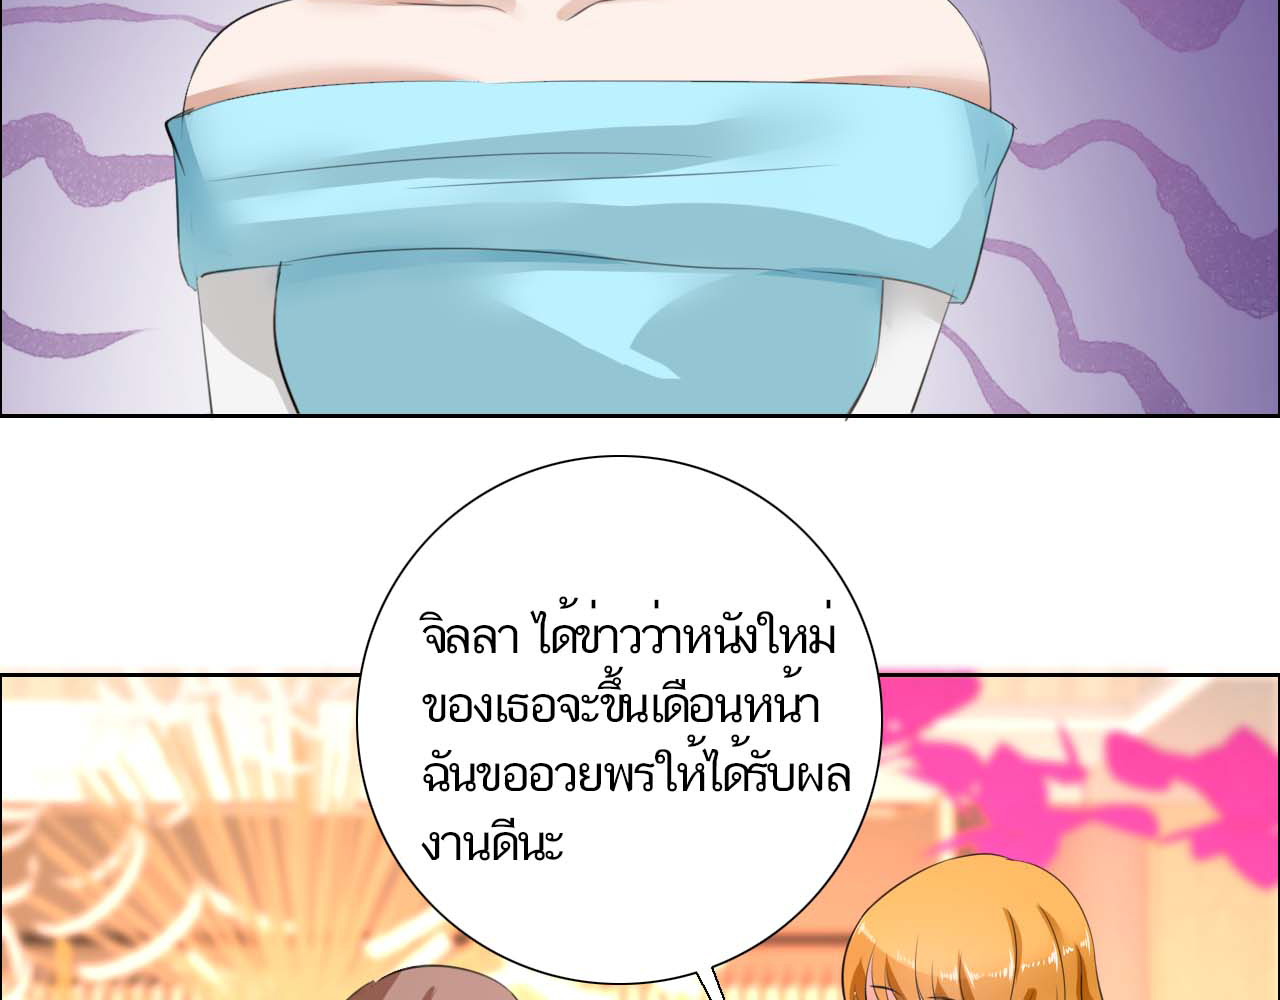 จิลลา ได้ข่าวว่าหนังใหม่
ของเธอจะขึ้นเดือนหน้า
ฉันขออวยพรให้ได้รับผล
งานดีนะ